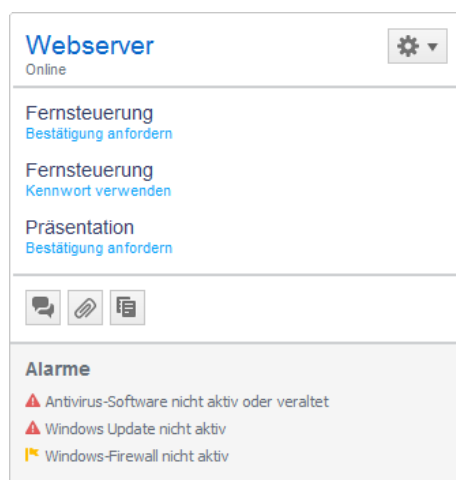 Webserver
Online
Fernsteuerung
Bestätigung anfordern
Fernsteuerung
Kennwort verwenden
Präsentation
Bestätigung anfordern
Alarme
Antivirus-Software nicht aktiv oder veraltet
Windows Update nicht aktiv
Windows-Firewall nicht aktiv